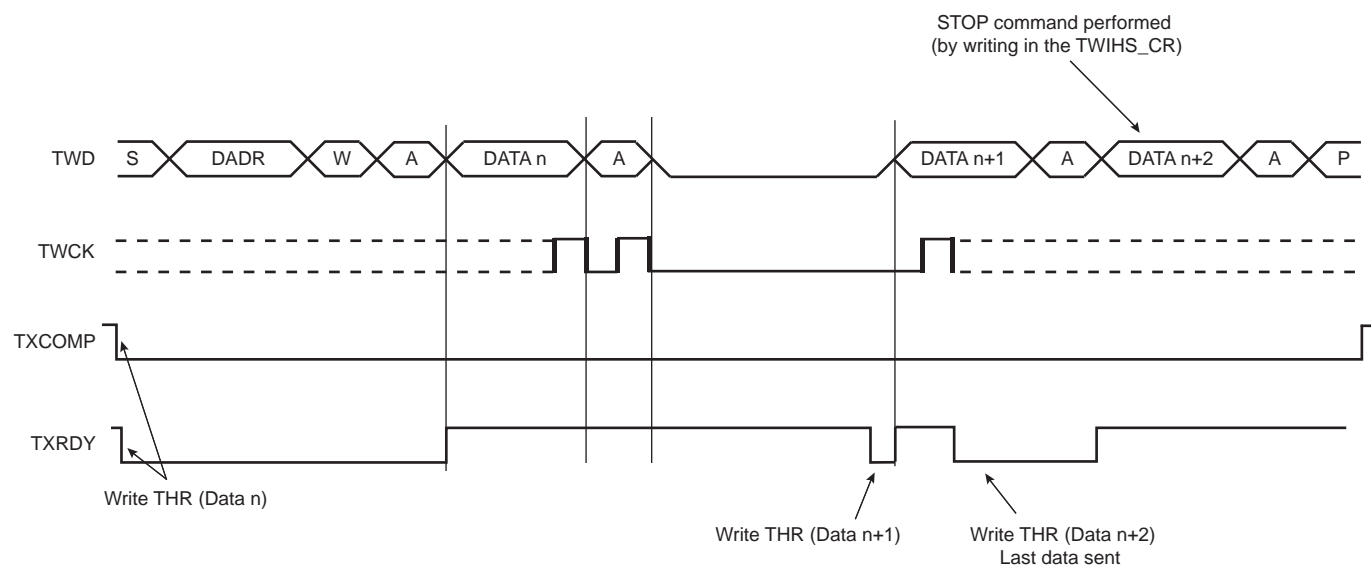 STOP command performed
(by writing in the TWIHS_CR)
TWD S DADR W A DATA n A DATA n+1 A DATA n+2 A P
TWCK
TXCOMP
TXRDY
Write THR (Data n)
Write THR (Data n+1)
Write THR (Data n+2)
Last data sent